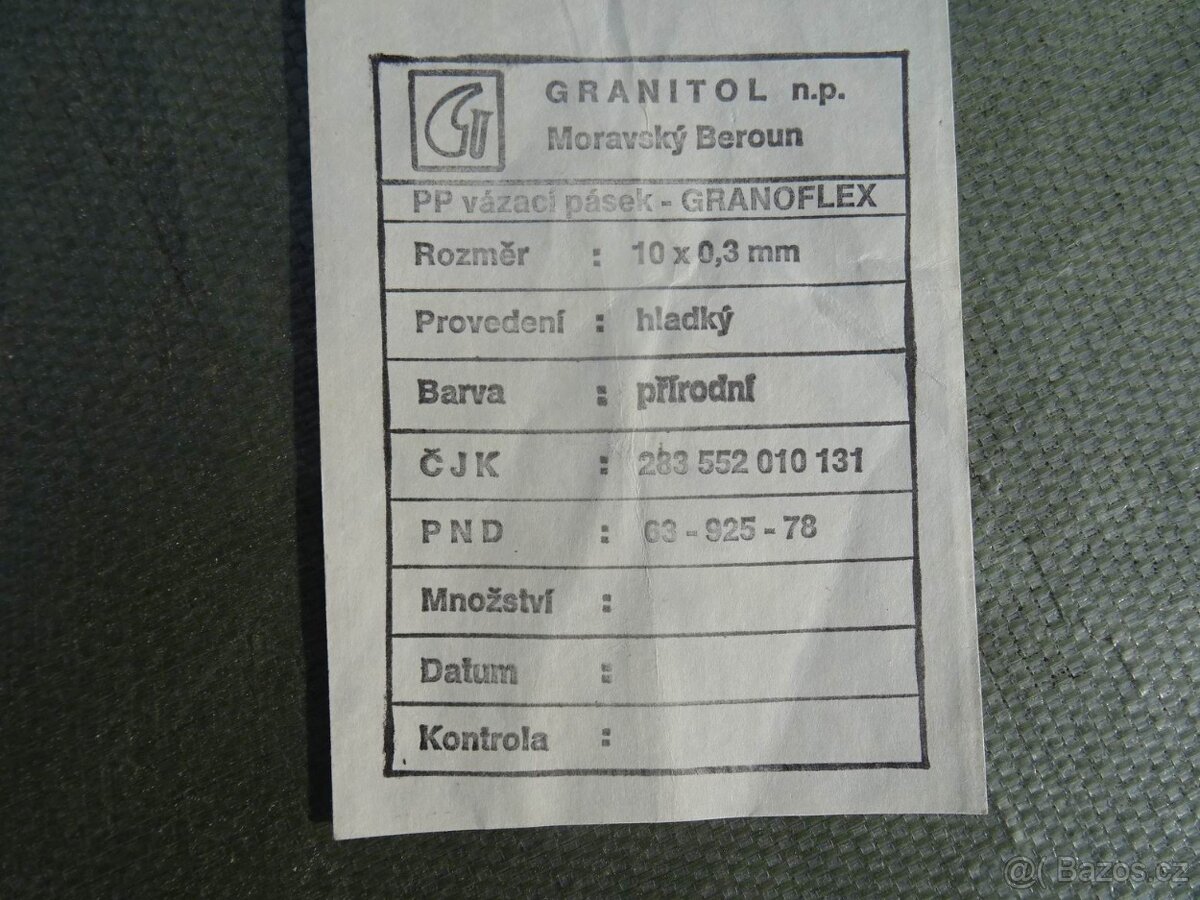 GRANITOL n.p.
Moravský Beroun
PP vázací pásek - GRANOFLEX
Rozměr : 10 x 0,3 mm
Provedení : hladký
Barva : přírodní
ČJK : 283 552 010 131
PND : 63 - 925 - 78
Množství :
Datum :
Kontrola :
@( Bazos.cz